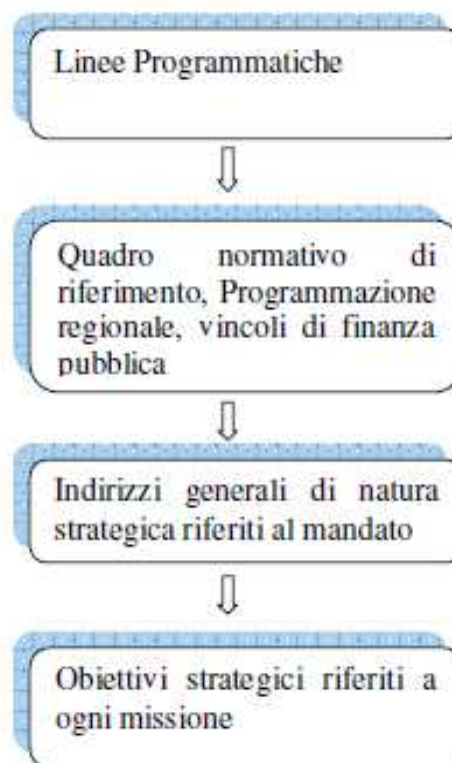 Linee Programmatiche
Quadro normativo di
riferimento, Programmazione
regionale, vincoli di finanza
pubblica
Indirizzi generali di natura
strategica riferiti al mandato
Obiettivi strategici riferiti a
ogni missione